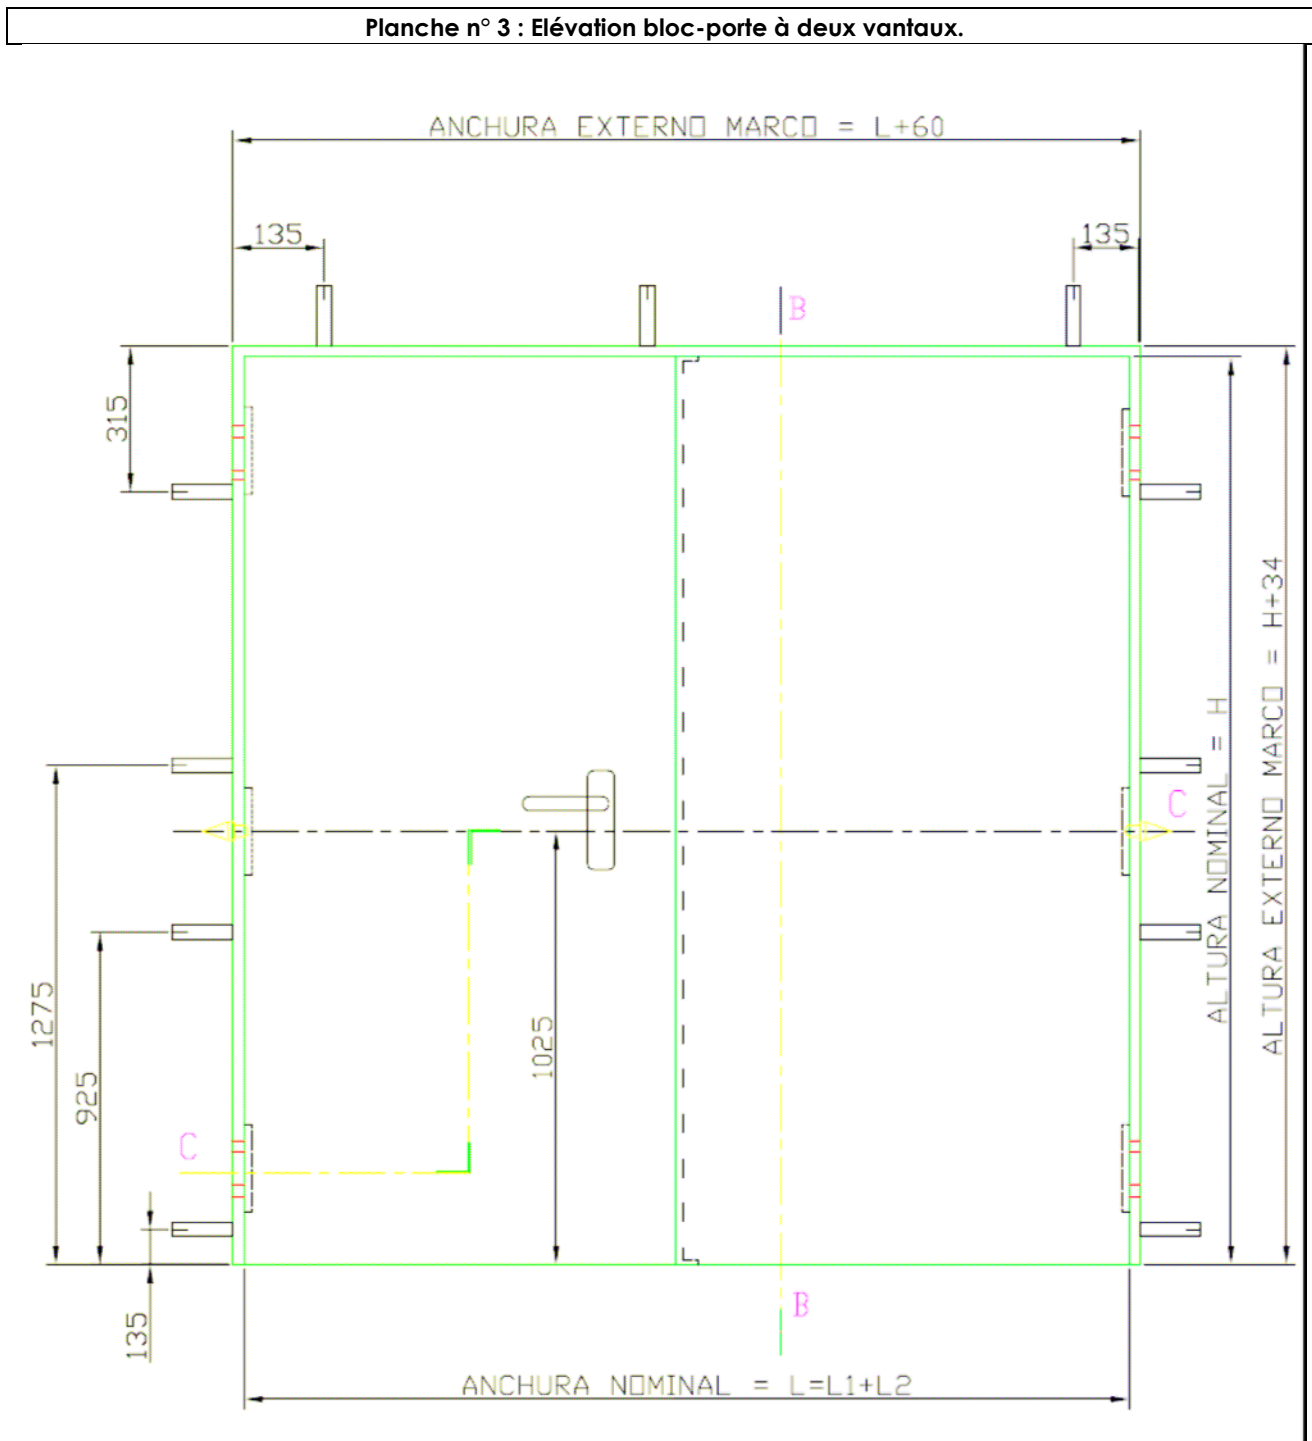 Planche n° 3 : Elévation bloc-porte à deux vantaux.
ANCHURA EXTERNO MARCO = L+60
135
135
B
315
ALTURA NOMINAL = H
ALTURA EXTERNO MARCO = H+34
C
1275
925
1025
C
135
B
ANCHURA NOMINAL = L=L1+L2